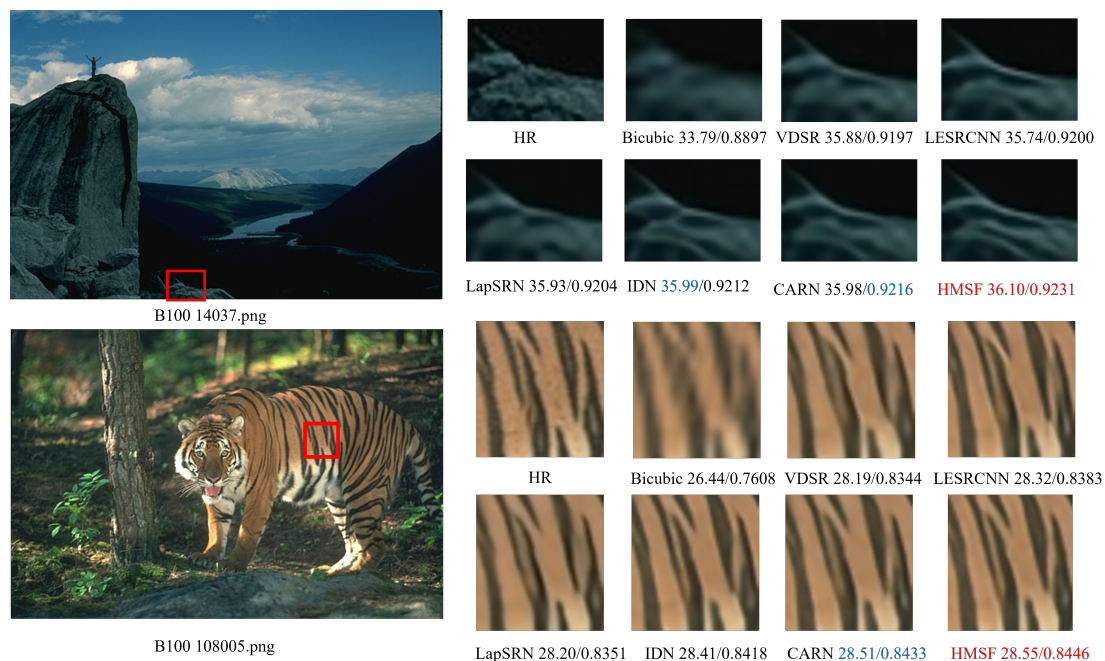 HR
Bicubic 33.79/0.8897
VDSR 35.88/0.9197
LESRCNN 35.74/0.9200
LapSRN 35.93/0.9204
IDN 35.99/0.9212
CARN 35.98/0.9216
HMSF 36.10/0.9231
B100 14037.png
HR
Bicubic 26.44/0.7608
VDSR 28.19/0.8344
LESRCNN 28.32/0.8383
LapSRN 28.20/0.8351
IDN 28.41/0.8418
CARN 28.51/0.8433
HMSF 28.55/0.8446
B100 108005.png